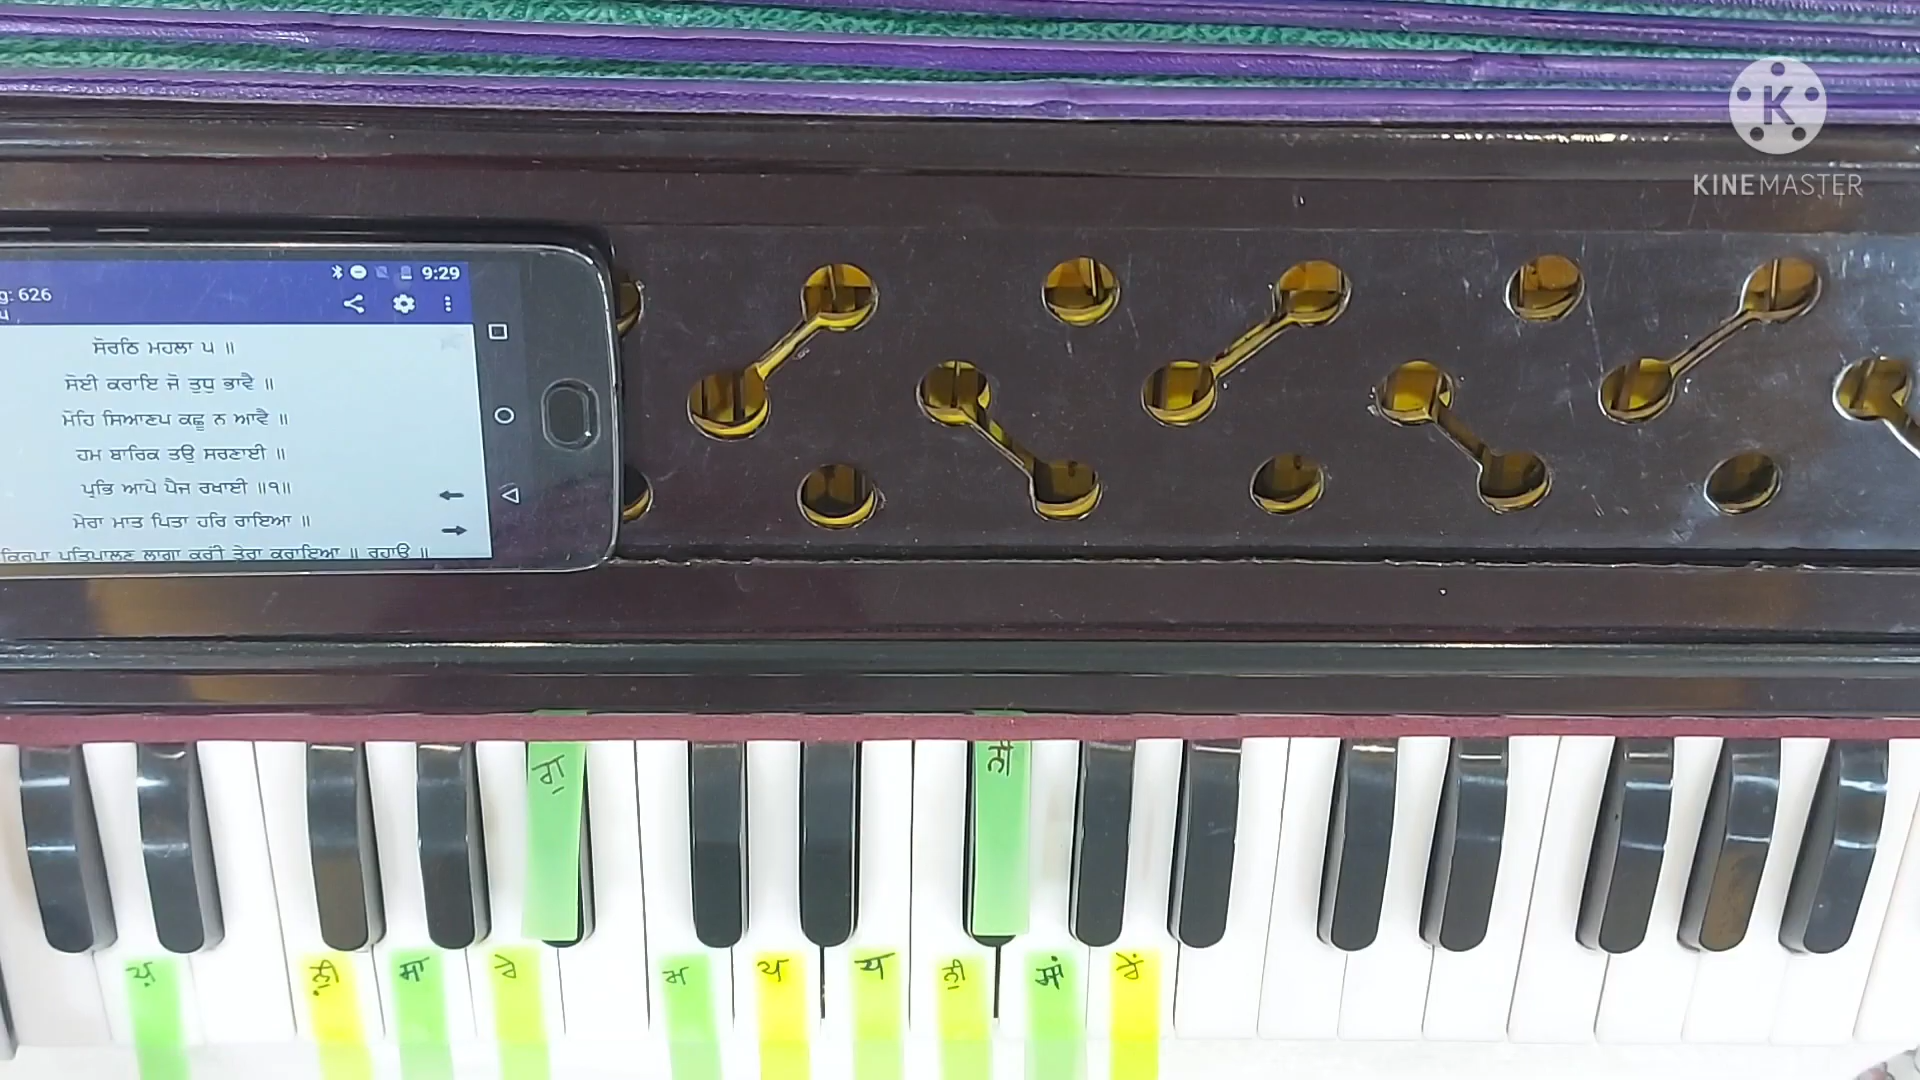 KINEMASTER
9:29
g: 626
ਸੋਰਠਿ ਮਹਲਾ ੫ ॥
ਸੋਈ ਕਰਾਇ ਜੋ ਤੁਧੁ ਭਾਵੈ ॥
ਮੋਹਿ ਸਿਆਣਪ ਕਛੂ ਨ ਆਵੈ ॥
ਹਮ ਬਾਰਿਕ ਤਉ ਸਰਣਾਈ ॥
ਪ੍ਰਭਿ ਆਪੇ ਪੈਜ ਰਖਾਈ ॥੧॥
ਮੇਰਾ ਮਾਤ ਪਿਤਾ ਹਰਿ ਰਾਇਆ ॥
ਕਿਰਪਾ ਪ੍ਰਤਿਪਾਲਣ ਲਾਗਾ ਕਰੀ ਤੇਰਾ ਕਰਾਇਆ ॥ ਰਹਾਉ ॥
ਗ॒ ਨੀ
ਪ਼ ਨੀ਼ ਸਾ ਰੇ ਮ ਪ ਧ ਨੀ॒ ਸਾਂ ਰੇਂ